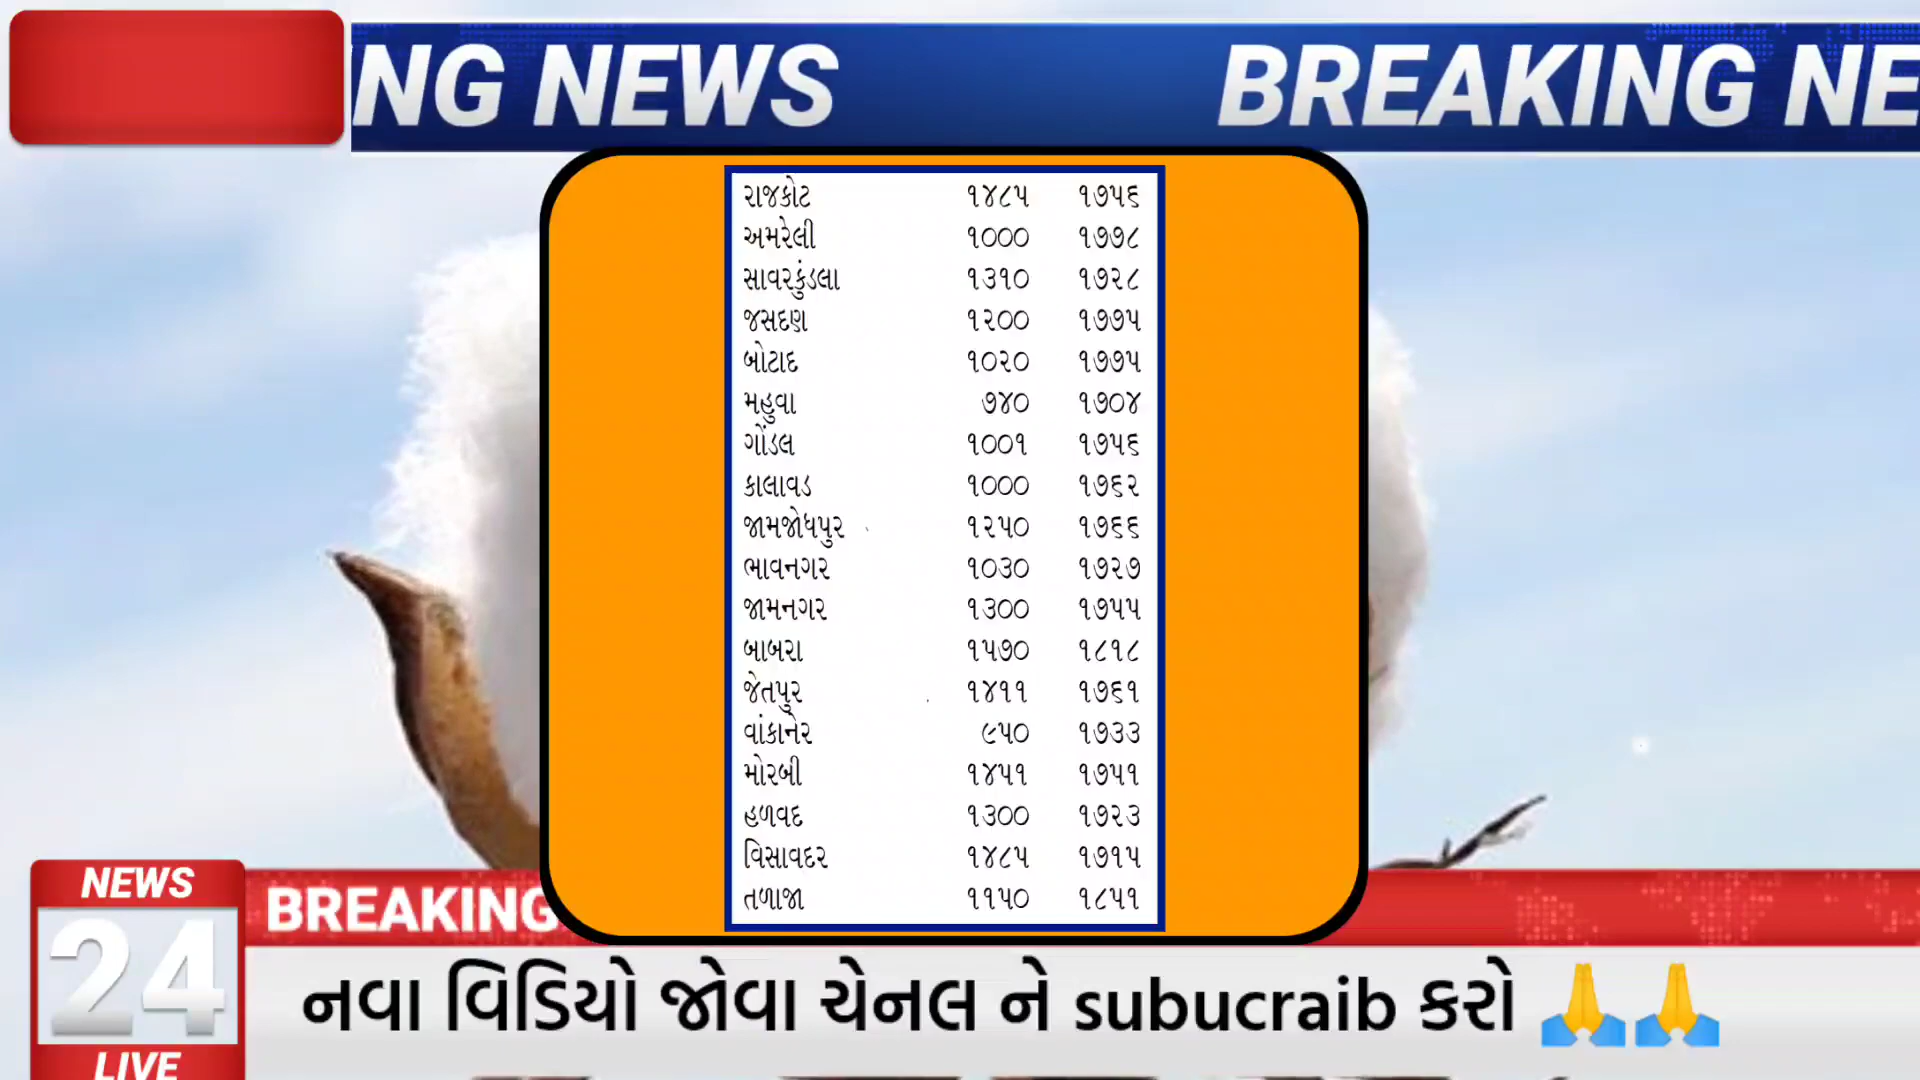 NG NEWS BREAKING NE
રાજકોટ ૧૪૮૫ ૧૭૫૬
અમરેલી ૧૦૦૦ ૧૭૭૮
સાવરકુંડલા ૧૩૧૦ ૧૭૨૮
જસદણ ૧૨૦૦ ૧૭૭૫
બોટાદ ૧૦૨૦ ૧૭૭૫
મહુવા ૭૪૦ ૧૭૦૪
ગોંડલ ૧૦૦૧ ૧૭૫૬
કાલાવડ ૧૦૦૦ ૧૭૬૨
જામજોધપુર ૧૨૫૦ ૧૭૬૬
ભાવનગર ૧૦૩૦ ૧૭૨૭
જામનગર ૧૩૦૦ ૧૭૫૫
બાબરા ૧૫૭૦ ૧૮૧૮
જેતપુર ૧૪૧૧ ૧૭૬૧
વાંકાનેર ૯૫૦ ૧૭૩૩
મોરબી ૧૪૫૧ ૧૭૫૧
હળવદ ૧૩૦૦ ૧૭૨૩
વિસાવદર ૧૪૮૫ ૧૭૧૫
તળાજા ૧૧૫૦ ૧૮૫૧
NEWS
24
LIVE
BREAKING
નવા વિડિયો જોવા ચેનલ ને subucraib કરો 🙏🙏